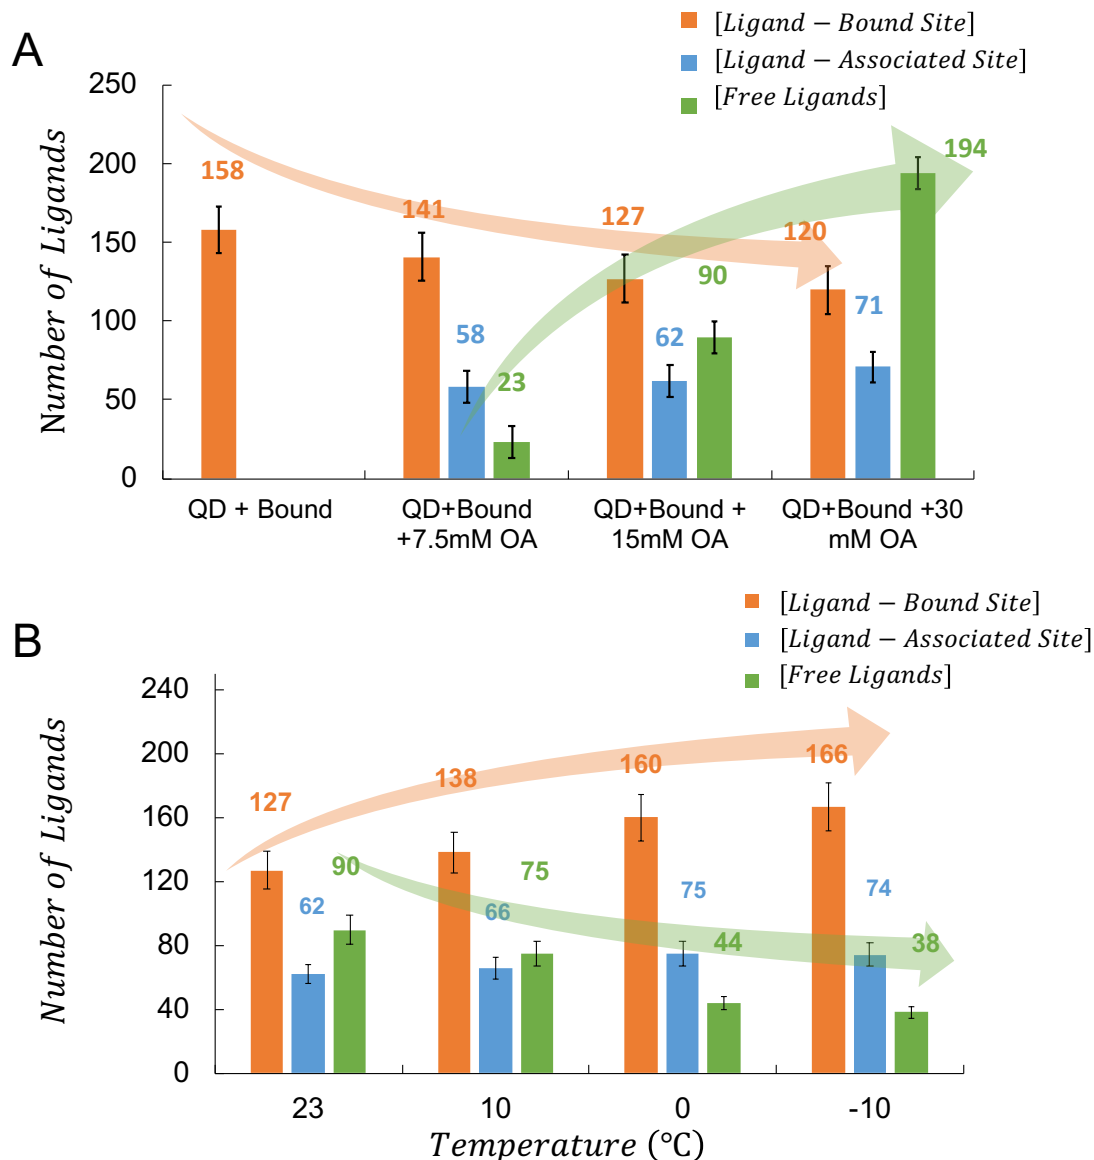 A
[Ligand − Bound Site]
[Ligand − Associated Site]
[Free Ligands]
Number of Ligands
250
200
150
100
50
0
158
141
58
23
127
62
90
120
71
194
QD + Bound
QD+Bound
+7.5mM OA
QD+Bound +
15mM OA
QD+Bound +30
mM OA
B
[Ligand − Bound Site]
[Ligand − Associated Site]
[Free Ligands]
Number of Ligands
240
200
160
120
80
40
0
127
62
90
138
66
75
160
75
44
166
74
38
23
10
0
-10
Temperature (°C)